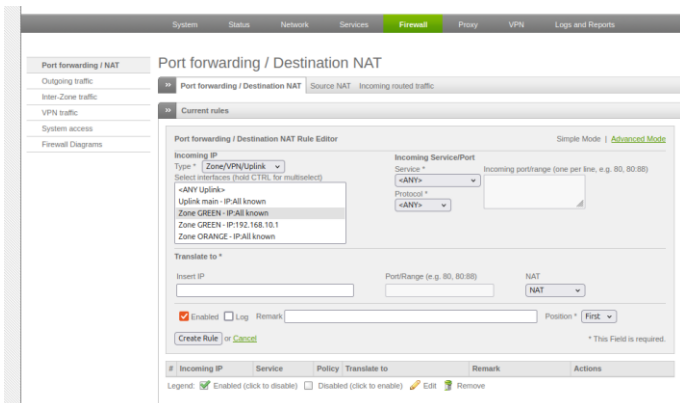 System Status Network Services Firewall Proxy VPN Logs and Reports
Port forwarding / NAT
Outgoing traffic
Inter-Zone traffic
VPN traffic
System access
Firewall Diagrams
Port forwarding / Destination NAT
>> Port forwarding / Destination NAT Source NAT Incoming routed traffic
>> Current rules
Port forwarding / Destination NAT Rule Editor Simple Mode | Advanced Mode
Incoming IP Incoming Service/Port
Type * Zone/VPN/Uplink Service * Incoming port/range (one per line, e.g. 80, 80:88)
Select interfaces (hold CTRL for multiselect) <ANY>
<ANY Uplink> Protocol *
Uplink main - IP:All known <ANY>
Zone GREEN - IP:All known
Zone GREEN - IP:192.168.10.1
Zone ORANGE - IP:All known
Translate to *
Insert IP Port/Range (e.g. 80, 80:88) NAT
NAT
Enabled Log Remark Position * First
Create Rule or Cancel * This Field is required.
# Incoming IP Service Policy Translate to Remark Actions
Legend: Enabled (click to disable) Disabled (click to enable) Edit Remove